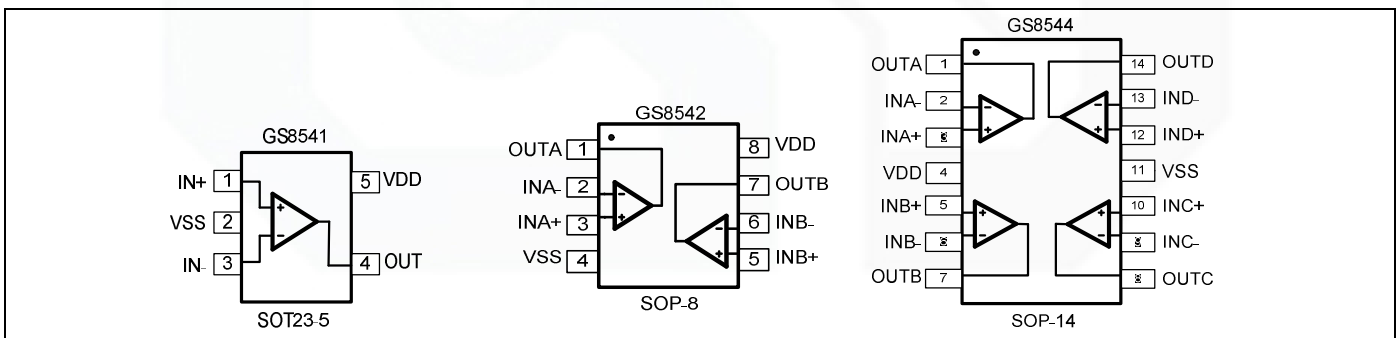 GS8541
IN+ 1
VSS 2
IN- 3
5 VDD
4 OUT
SOT23-5
GS8542
OUTA 1
INA- 2
INA+ 3
VSS 4
8 VDD
7 OUTB
6 INB-
5 INB+
SOP-8
GS8544
OUTA 1
INA- 2
INA+
VDD 4
INB+ 5
INB-
OUTB 7
14 OUTD
13 IND-
12 IND+
11 VSS
10 INC+
INC-
OUTC
SOP-14